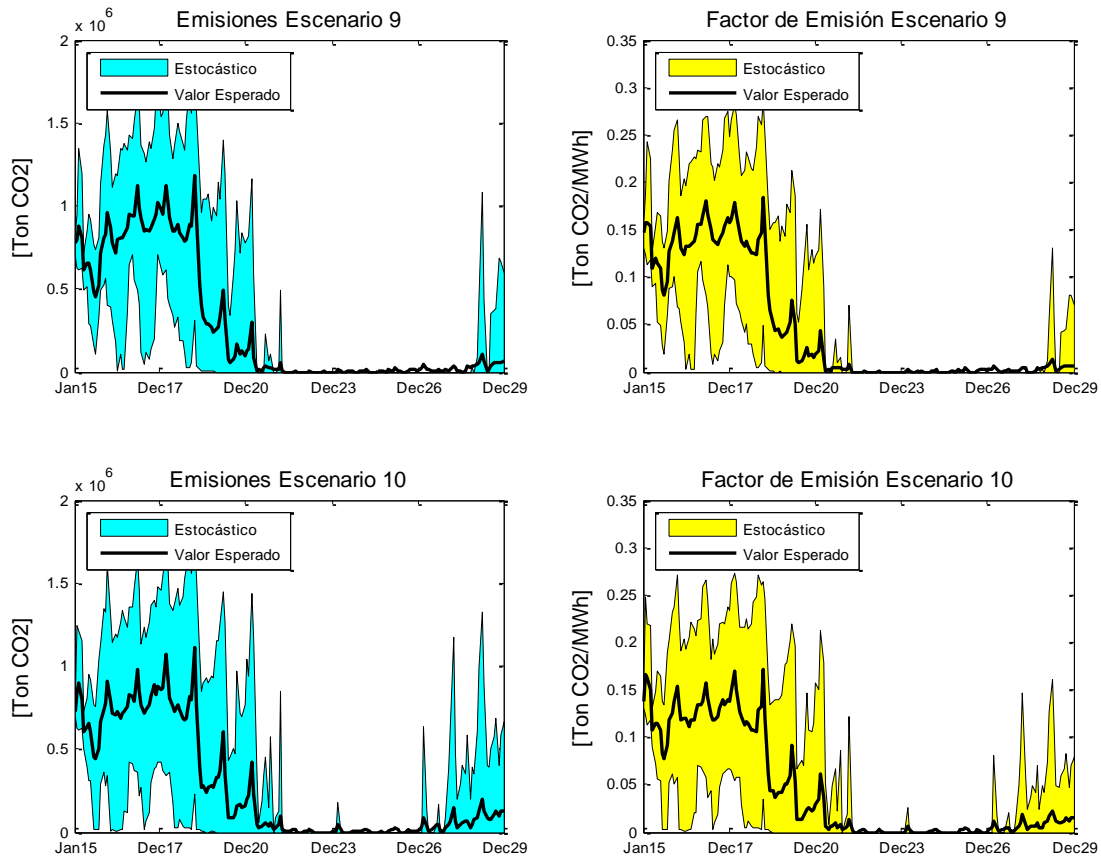 Emisiones Escenario 9
x 10^6
2
1.5
1
0.5
0
[Ton CO2]
Estocástico
Valor Esperado
Jan15 Dec17 Dec20 Dec23 Dec26 Dec29
Factor de Emisión Escenario 9
0.35
0.3
0.25
0.2
0.15
0.1
0.05
0
[Ton CO2/MWh]
Estocástico
Valor Esperado
Jan15 Dec17 Dec20 Dec23 Dec26 Dec29
Emisiones Escenario 10
x 10^6
2
1.5
1
0.5
0
[Ton CO2]
Estocástico
Valor Esperado
Jan15 Dec17 Dec20 Dec23 Dec26 Dec29
Factor de Emisión Escenario 10
0.35
0.3
0.25
0.2
0.15
0.1
0.05
0
[Ton CO2/MWh]
Estocástico
Valor Esperado
Jan15 Dec17 Dec20 Dec23 Dec26 Dec29